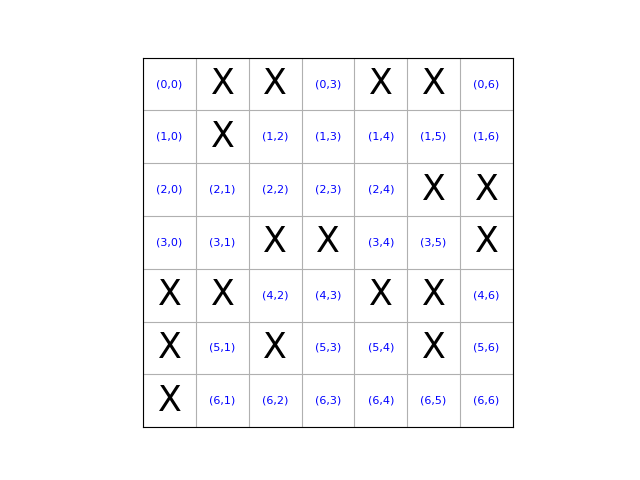 (0,0) X X (0,3) X X (0,6)
(1,0) X (1,2) (1,3) (1,4) (1,5) (1,6)
(2,0) (2,1) (2,2) (2,3) (2,4) X X
(3,0) (3,1) X X (3,4) (3,5) X
X X (4,2) (4,3) X X (4,6)
X (5,1) X (5,3) (5,4) X (5,6)
X (6,1) (6,2) (6,3) (6,4) (6,5) (6,6)